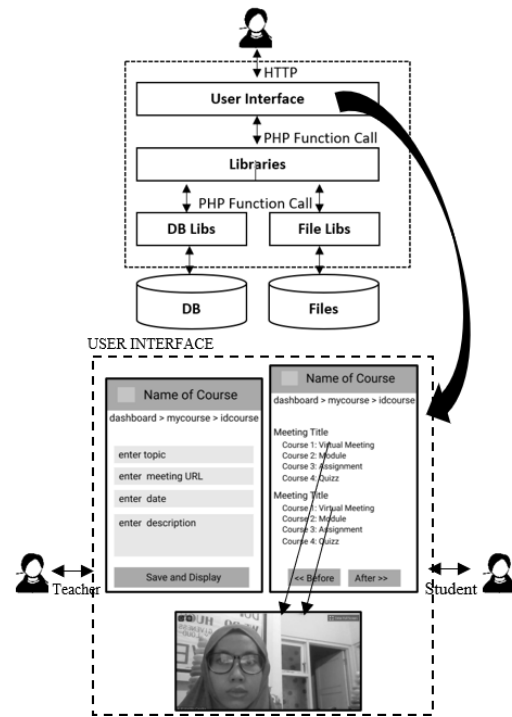 HTTP
User Interface
PHP Function Call
Libraries
PHP Function Call
DB Libs
File Libs
DB
Files
USER INTERFACE
Name of Course
dashboard > mycourse > idcourse
enter topic
enter meeting URL
enter date
enter description
Save and Display
Name of Course
dashboard > mycourse > idcourse
Meeting Title
Course 1: Virtual Meeting
Course 2: Module
Course 3: Assignment
Course 4: Quizz
Meeting Title
Course 1: Virtual Meeting
Course 2: Module
Course 3: Assignment
Course 4: Quizz
<< Before
After >>
Teacher
Student